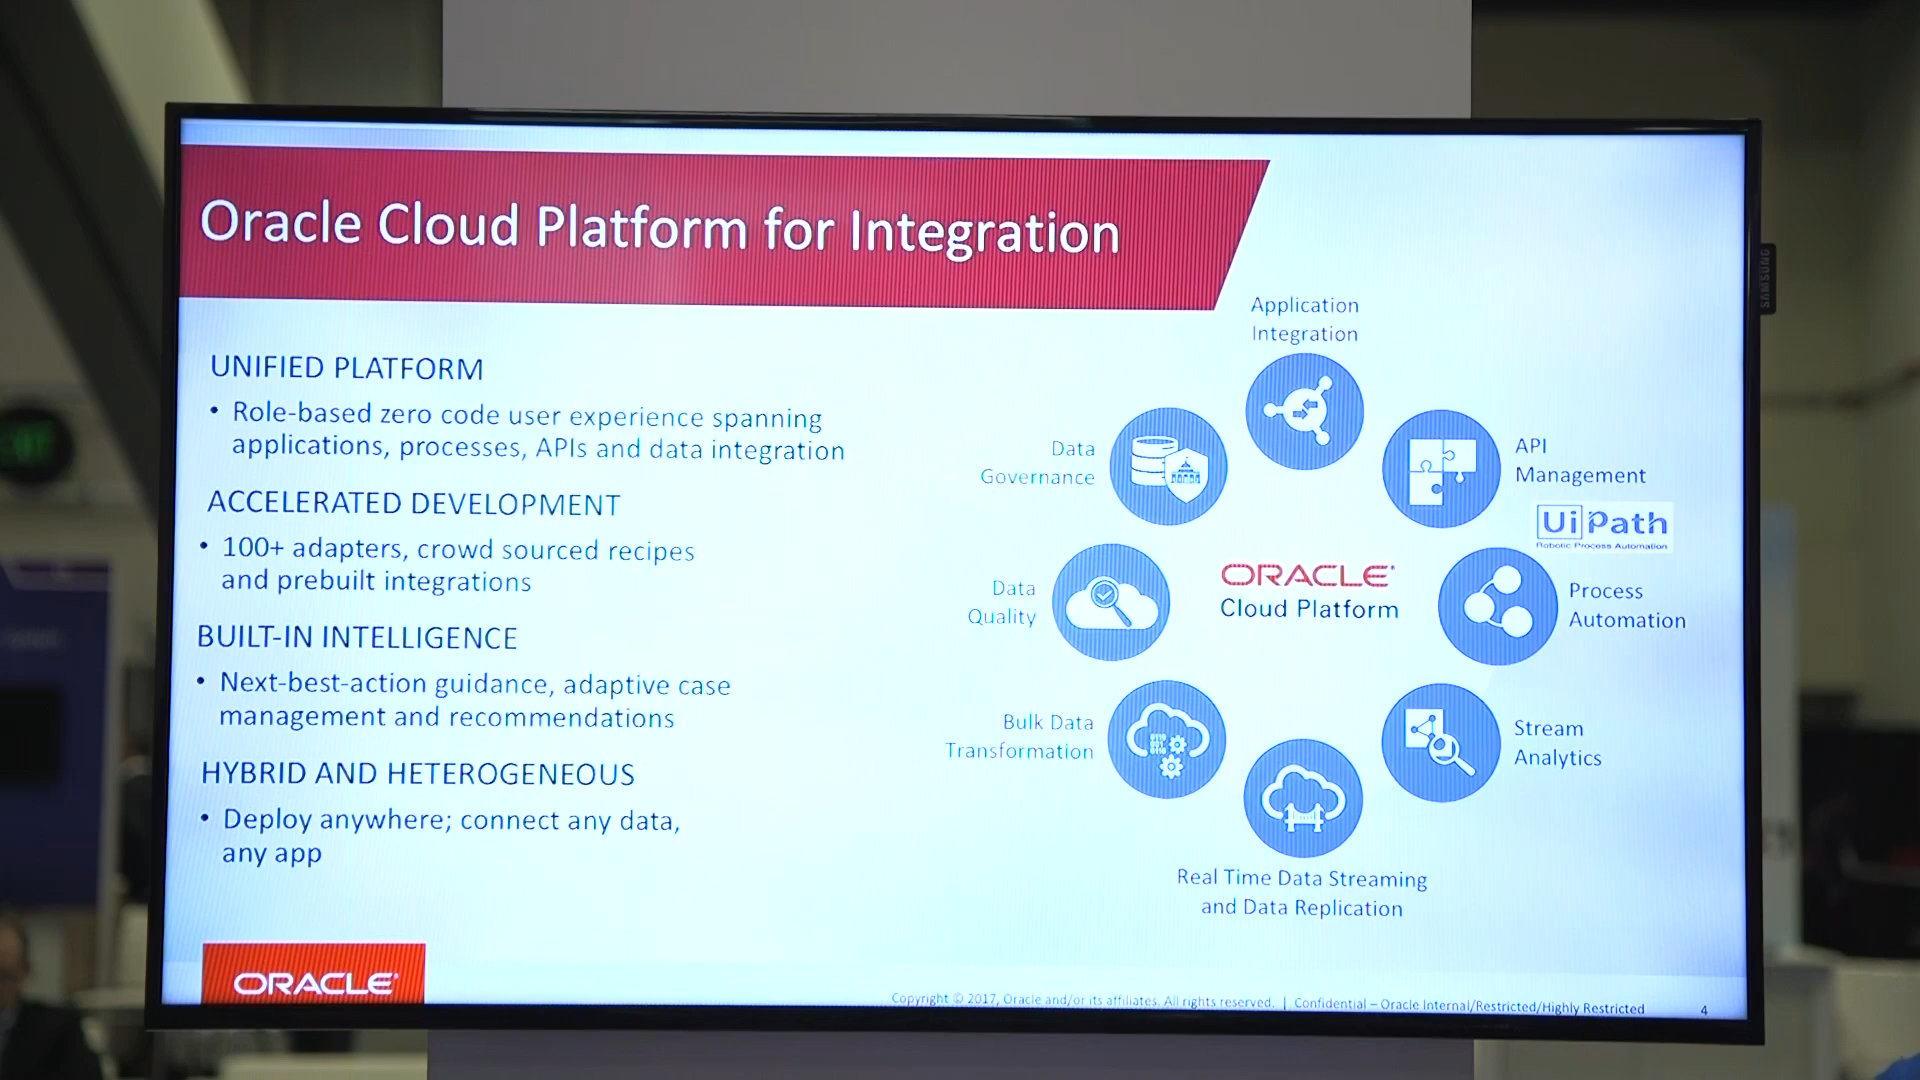 Oracle Cloud Platform for Integration
UNIFIED PLATFORM
• Role-based zero code user experience spanning
applications, processes, APIs and data integration
ACCELERATED DEVELOPMENT
• 100+ adapters, crowd sourced recipes
and prebuilt integrations
BUILT-IN INTELLIGENCE
• Next-best-action guidance, adaptive case
management and recommendations
HYBRID AND HETEROGENEOUS
• Deploy anywhere; connect any data,
any app
Application
Integration
API
Management
UiPath
Robotic Process Automation
Process
Automation
Stream
Analytics
Real Time Data Streaming
and Data Replication
Bulk Data
Transformation
Data
Quality
Data
Governance
ORACLE
Cloud Platform
ORACLE
Copyright © 2017, Oracle and/or its affiliates. All rights reserved. | Confidential – Oracle Internal/Restricted/Highly Restricted 4
SAMSUNG